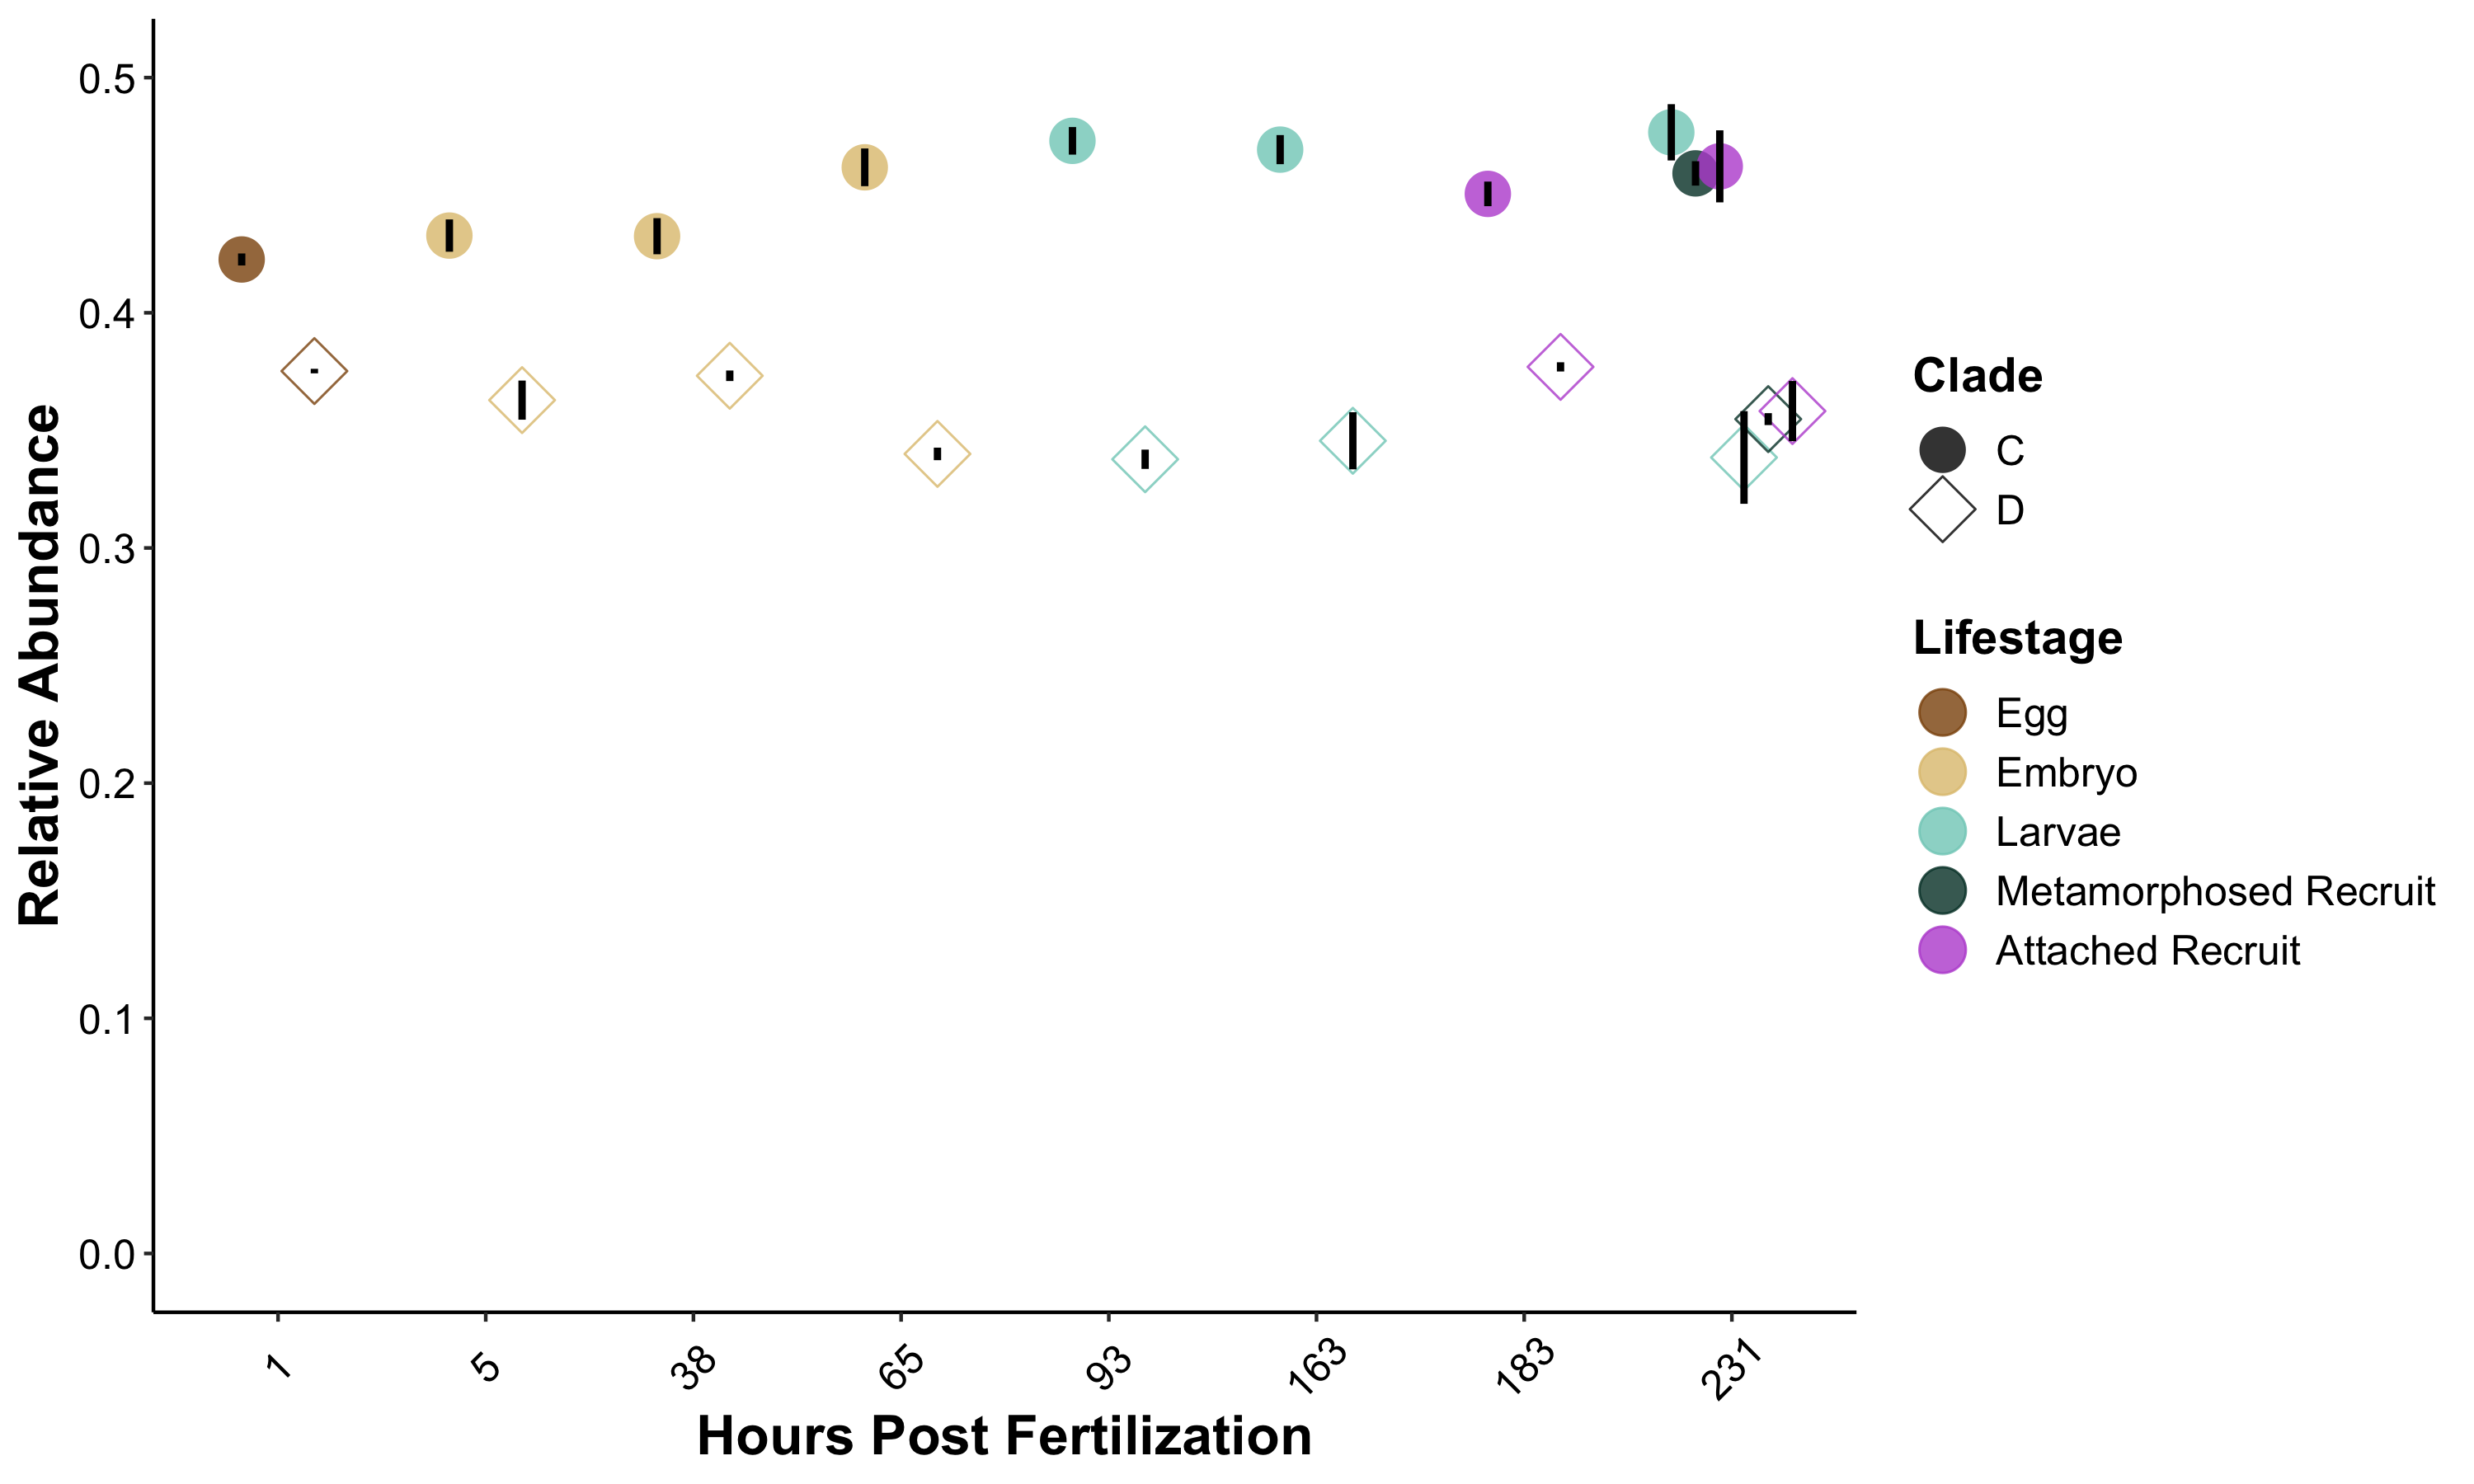 Relative Abundance
0.5
0.4
0.3
0.2
0.1
0.0
1
5
38
65
93
163
183
231
Hours Post Fertilization
Clade
C
D
Lifestage
Egg
Embryo
Larvae
Metamorphosed Recruit
Attached Recruit